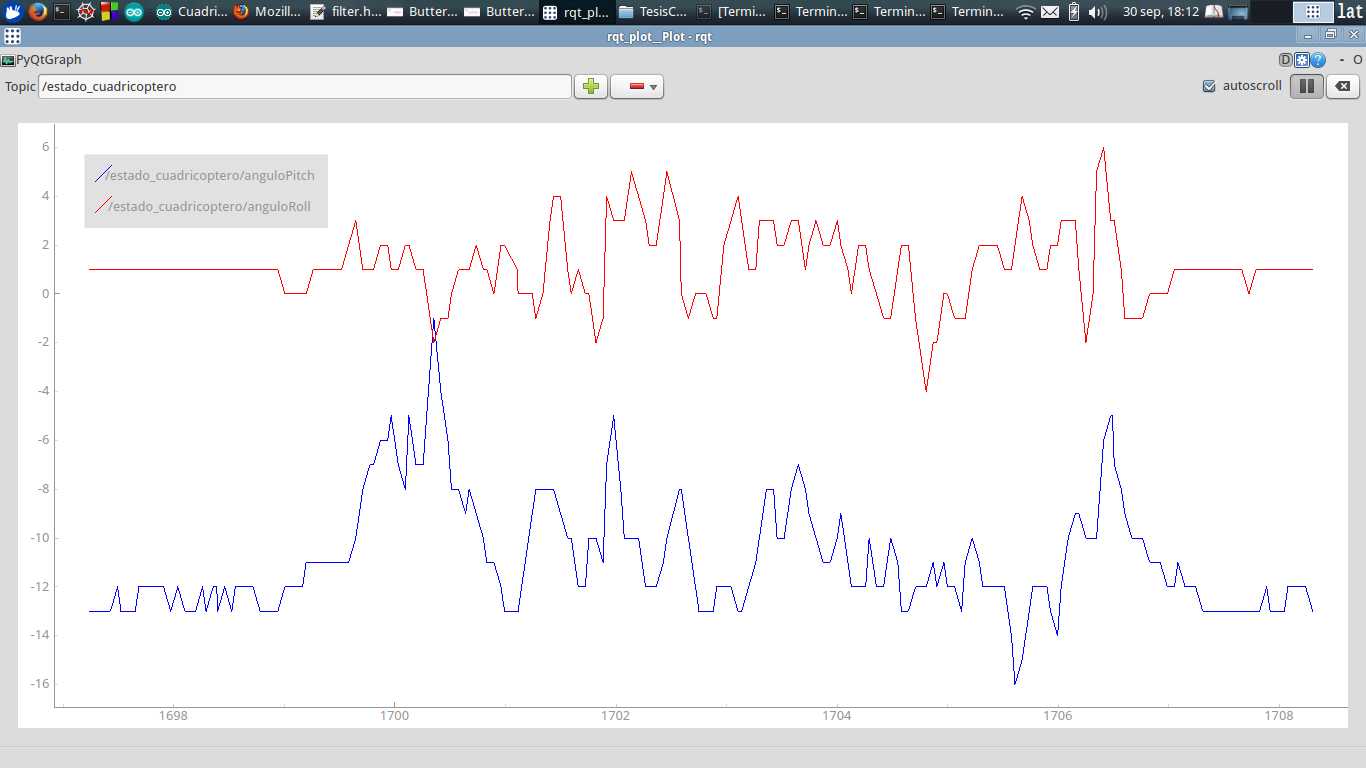 Cuadri... Mozill... filter.h... Butter... Butter... rqt_pl... TesisC... [Termi... Termin... Termin... Termin... 30 sep, 18:12 lat
rqt_plot__Plot - rqt
PyQtGraph D ? - O
Topic /estado_cuadricoptero autoscroll
/estado_cuadricoptero/anguloPitch
/estado_cuadricoptero/anguloRoll
6
4
2
0
-2
-4
-6
-8
-10
-12
-14
-16
1698 1700 1702 1704 1706 1708